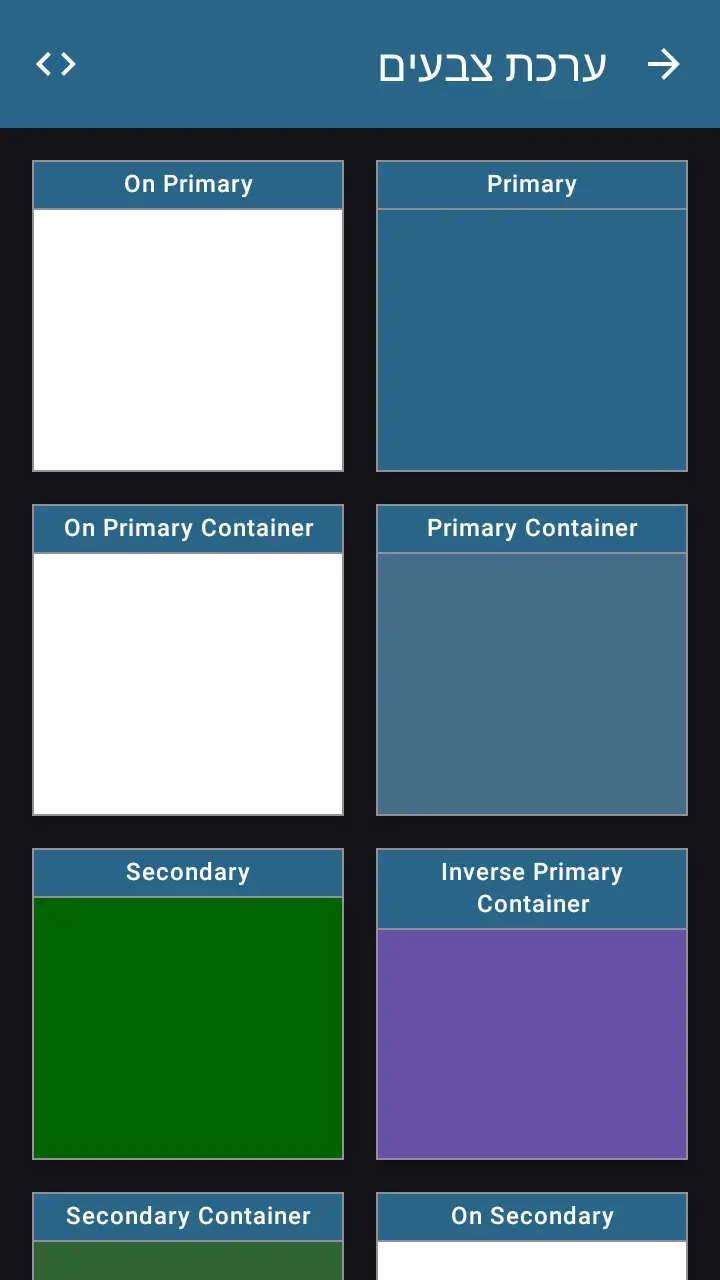 ערכת צבעים
Primary
On Primary
Primary Container
On Primary Container
Inverse Primary
Container
Secondary
On Secondary
Secondary Container